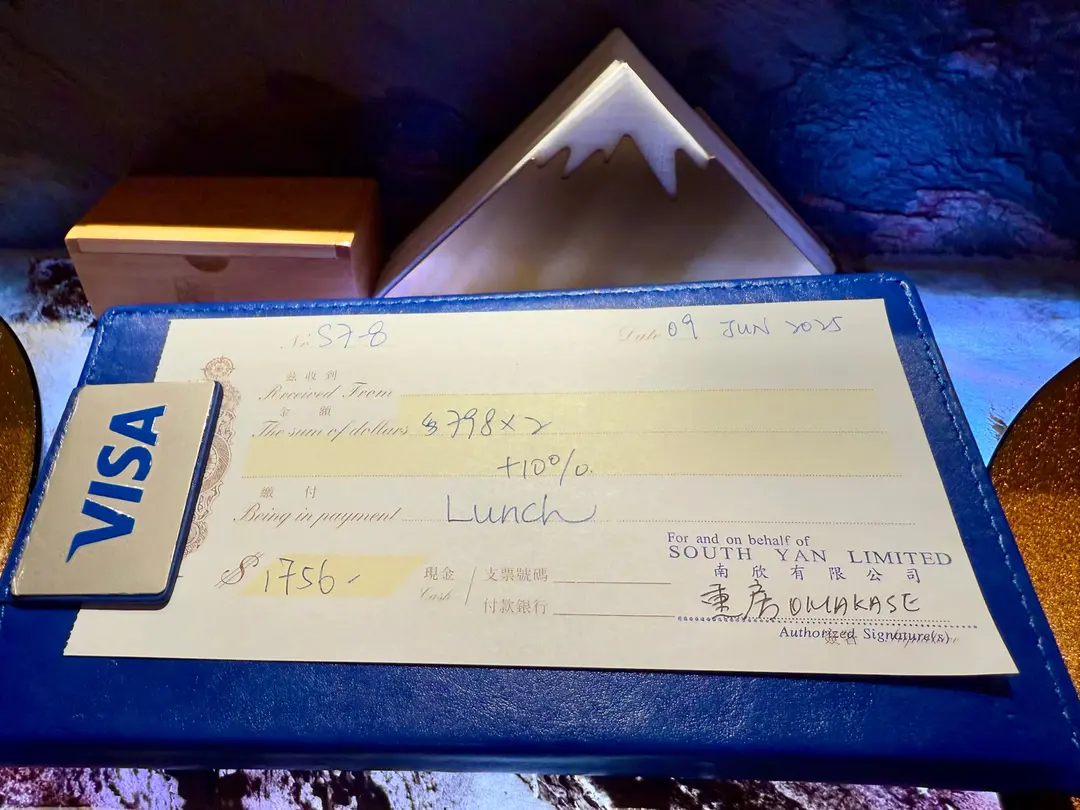 No. S7-8
Date 09 JUN 2025
茲收到
Received From
金額
The sum of dollars $798×2
+10%.
繳付
Being in payment Lunch
For and on behalf of
SOUTH YAN LIMITED
南欣有限公司
$ 1756 -
現金 / 支票號碼
Cash 付款銀行
OMAKASE
Authorized Signature(s)
VISA